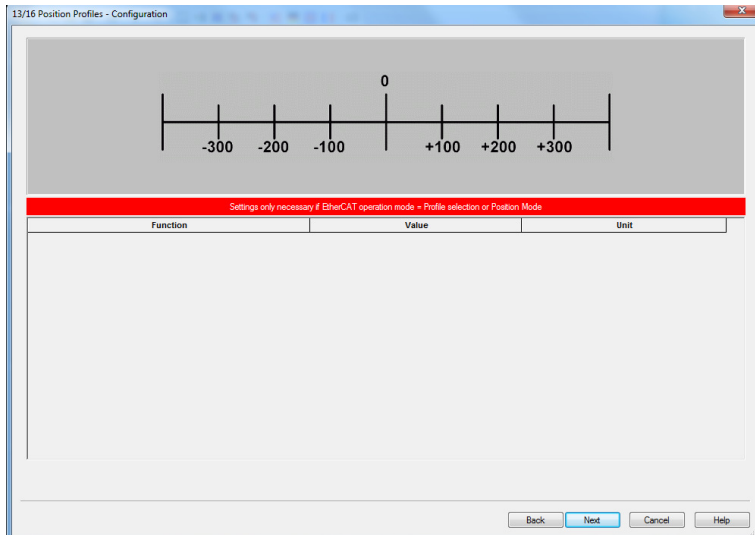 13/16 Position Profiles - Configuration
0
-300 -200 -100 +100 +200 +300
Settings only necessary if EtherCAT operation mode = Profile selection or Position Mode
Function Value Unit
Back Next Cancel Help